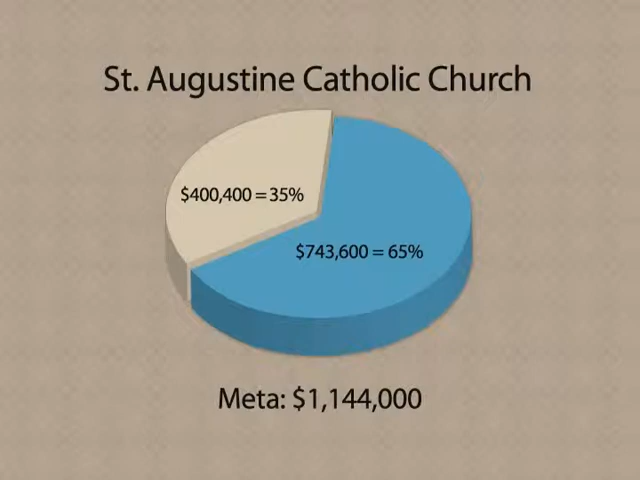 St. Augustine Catholic Church
$400,400 = 35%
$743,600 = 65%
Meta: $1,144,000